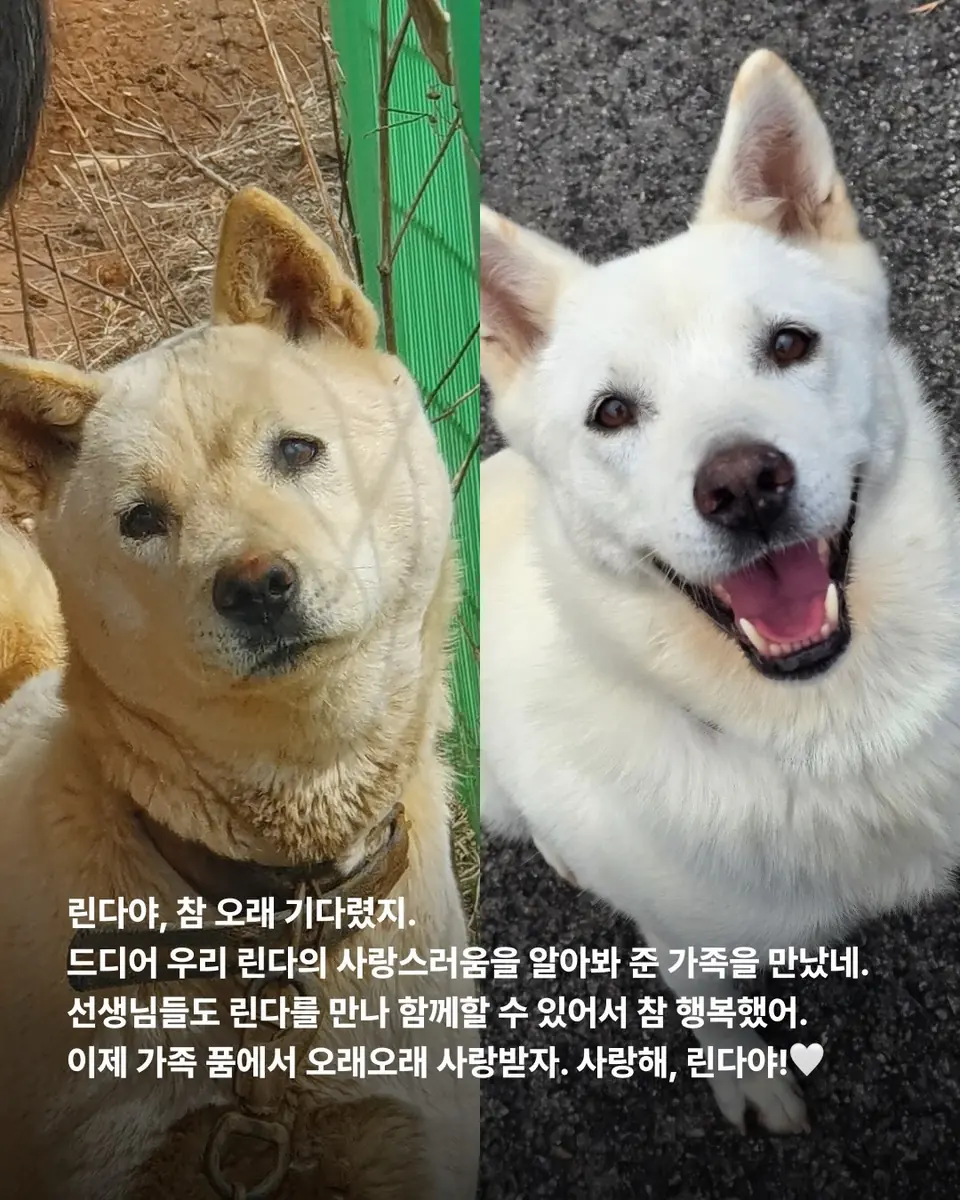 린다야, 참 오래 기다렸지.
드디어 우리 린다의 사랑스러움을 알아봐 준 가족을 만났네.
선생님들도 린다를 만나 함께할 수 있어서 참 행복했어.
이제 가족 품에서 오래오래 사랑받자. 사랑해, 린다야!🤍